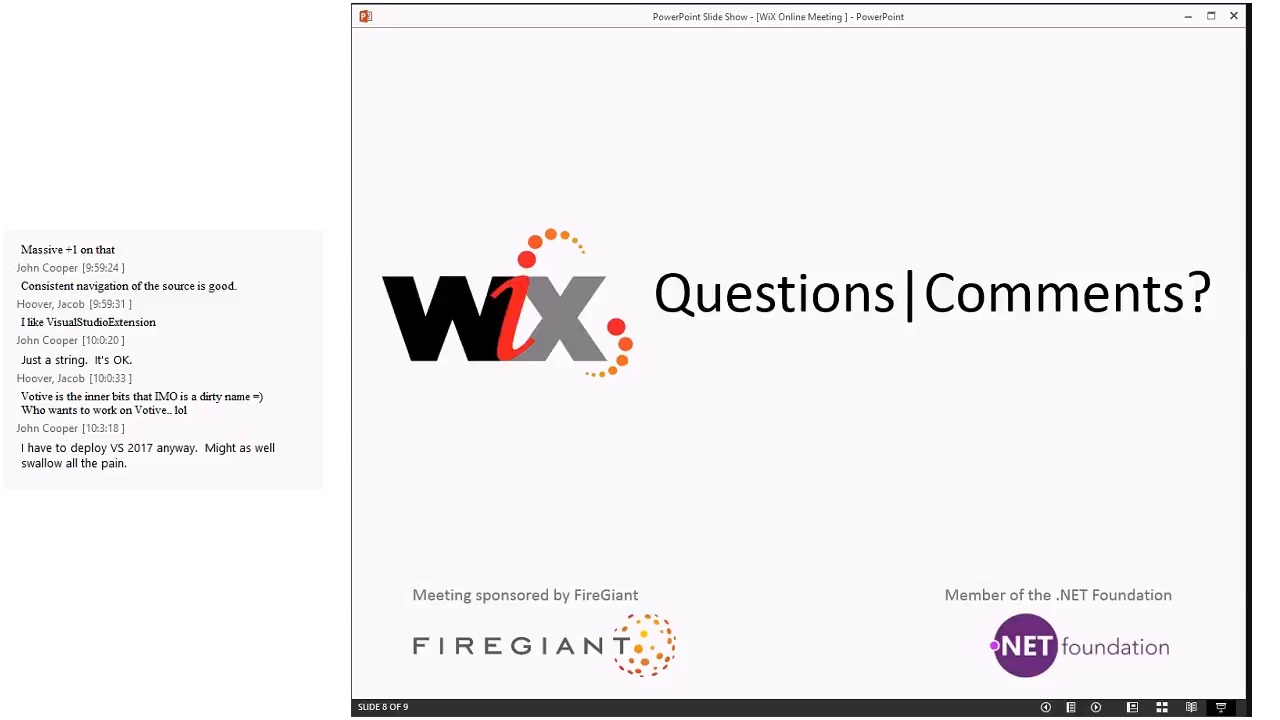 Massive +1 on that
John Cooper [9:59:24 ]
Consistent navigation of the source is good.
Hoover, Jacob [9:59:31 ]
I like VisualStudioExtension
John Cooper [10:0:20 ]
Just a string.  It's OK.
Hoover, Jacob [10:0:33 ]
Votive is the inner bits that IMO is a dirty name =)
Who wants to work on Votive.. lol
John Cooper [10:3:18 ]
I have to deploy VS 2017 anyway.  Might as well
swallow all the pain.
PowerPoint Slide Show - [WiX Online Meeting ] - PowerPoint
WiX
Questions|Comments?
Meeting sponsored by FireGiant
FIREGIANT
Member of the .NET Foundation
.NET foundation
SLIDE 8 OF 9